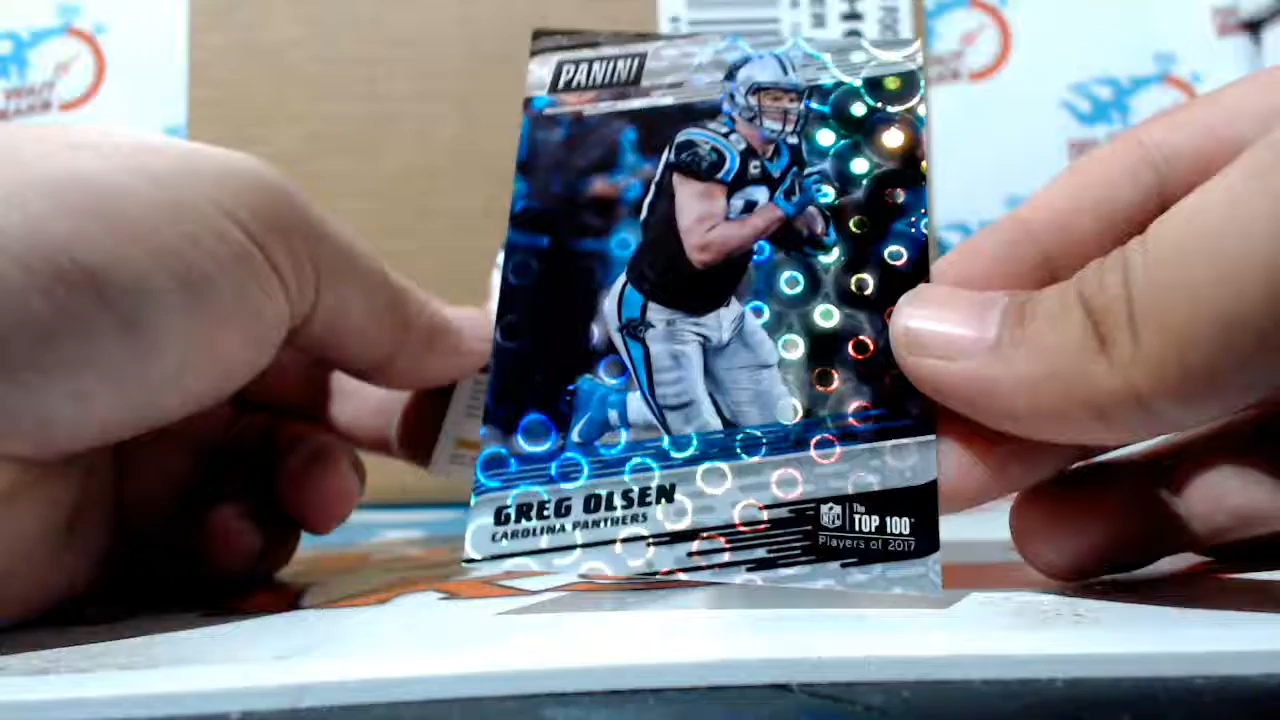 PANINI
GREG OLSEN
CAROLINA PANTHERS
NFL
The
TOP 100
Players of 2017